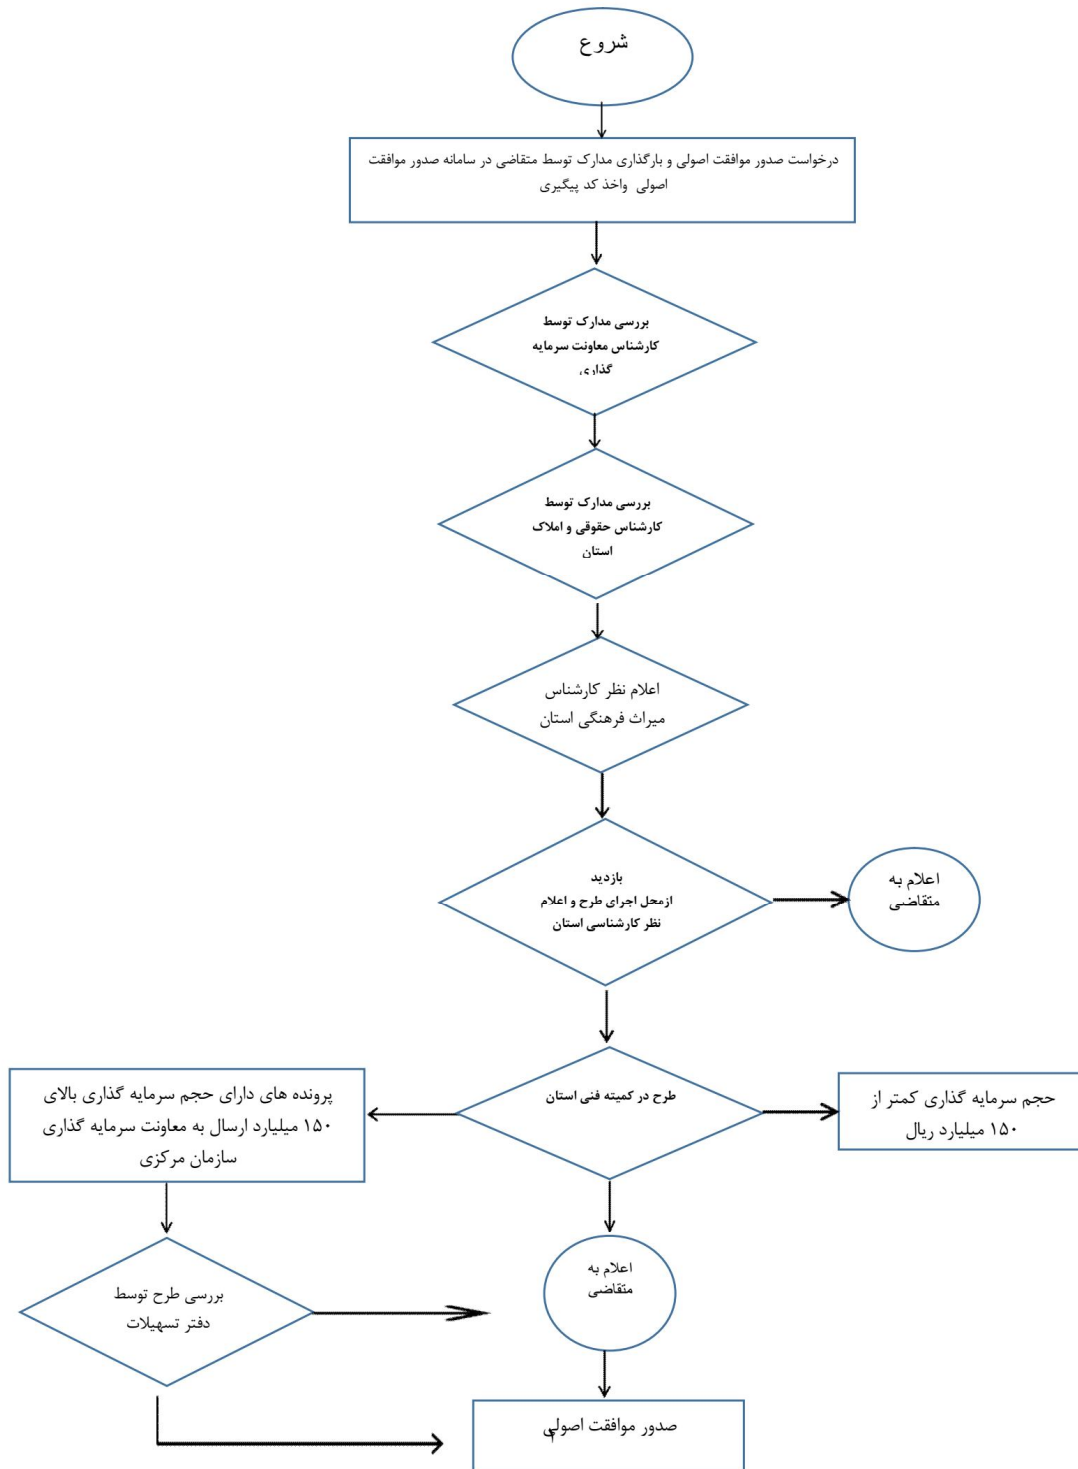 شروع
درخواست صدور موافقت اصولی و بارگذاری مدارک توسط متقاضی در سامانه صدور موافقت
اصولی واخذ کد پیگیری
بررسی مدارک توسط
کارشناس معاونت سرمایه
گذاری
بررسی مدارک توسط
کارشناس حقوقی و املاک
استان
اعلام نظر کارشناس
میراث فرهنگی استان
بازدید
ازمحل اجرای طرح و اعلام
نظر کارشناسی استان
اعلام به
متقاضی
طرح در کمیته فنی استان
حجم سرمایه گذاری کمتر از
۱۵۰ میلیارد ریال
پرونده های دارای حجم سرمایه گذاری بالای
۱۵۰ میلیارد ارسال به معاونت سرمایه گذاری
سازمان مرکزی
بررسی طرح توسط
دفتر تسهیلات
اعلام به
متقاضی
صدور موافقت اصولی
۲